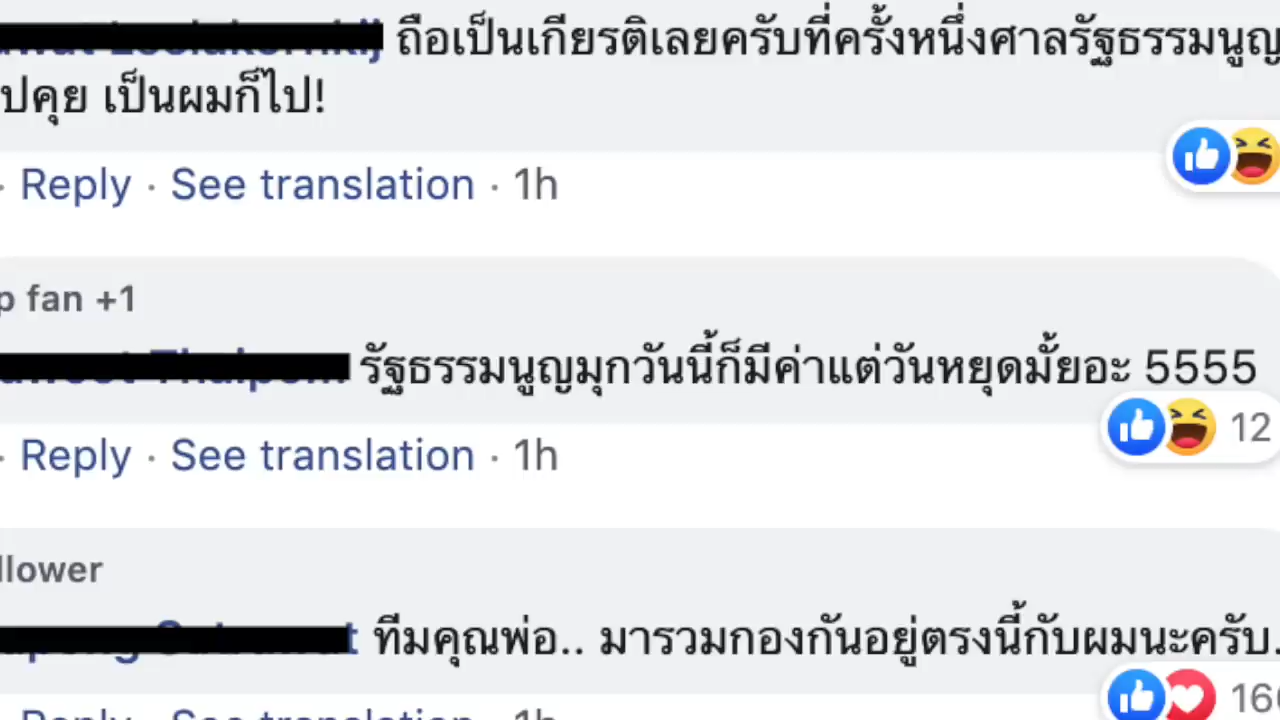 ถือเป็นเกียรติเลยครับที่ครั้งหนึ่งศาลรัฐธรรมนูญ
ปคุย เป็นผมก็ไป!
· Reply · See translation · 1h
p fan +1
รัฐธรรมนูญมุกวันนี้ก็มีค่าแต่วันหยุดมั้ยอะ 5555
12
· Reply · See translation · 1h
llower
ทีมคุณพ่อ.. มารวมกองกันอยู่ตรงนี้กับผมนะครับ.
Reply · See translation · 1h